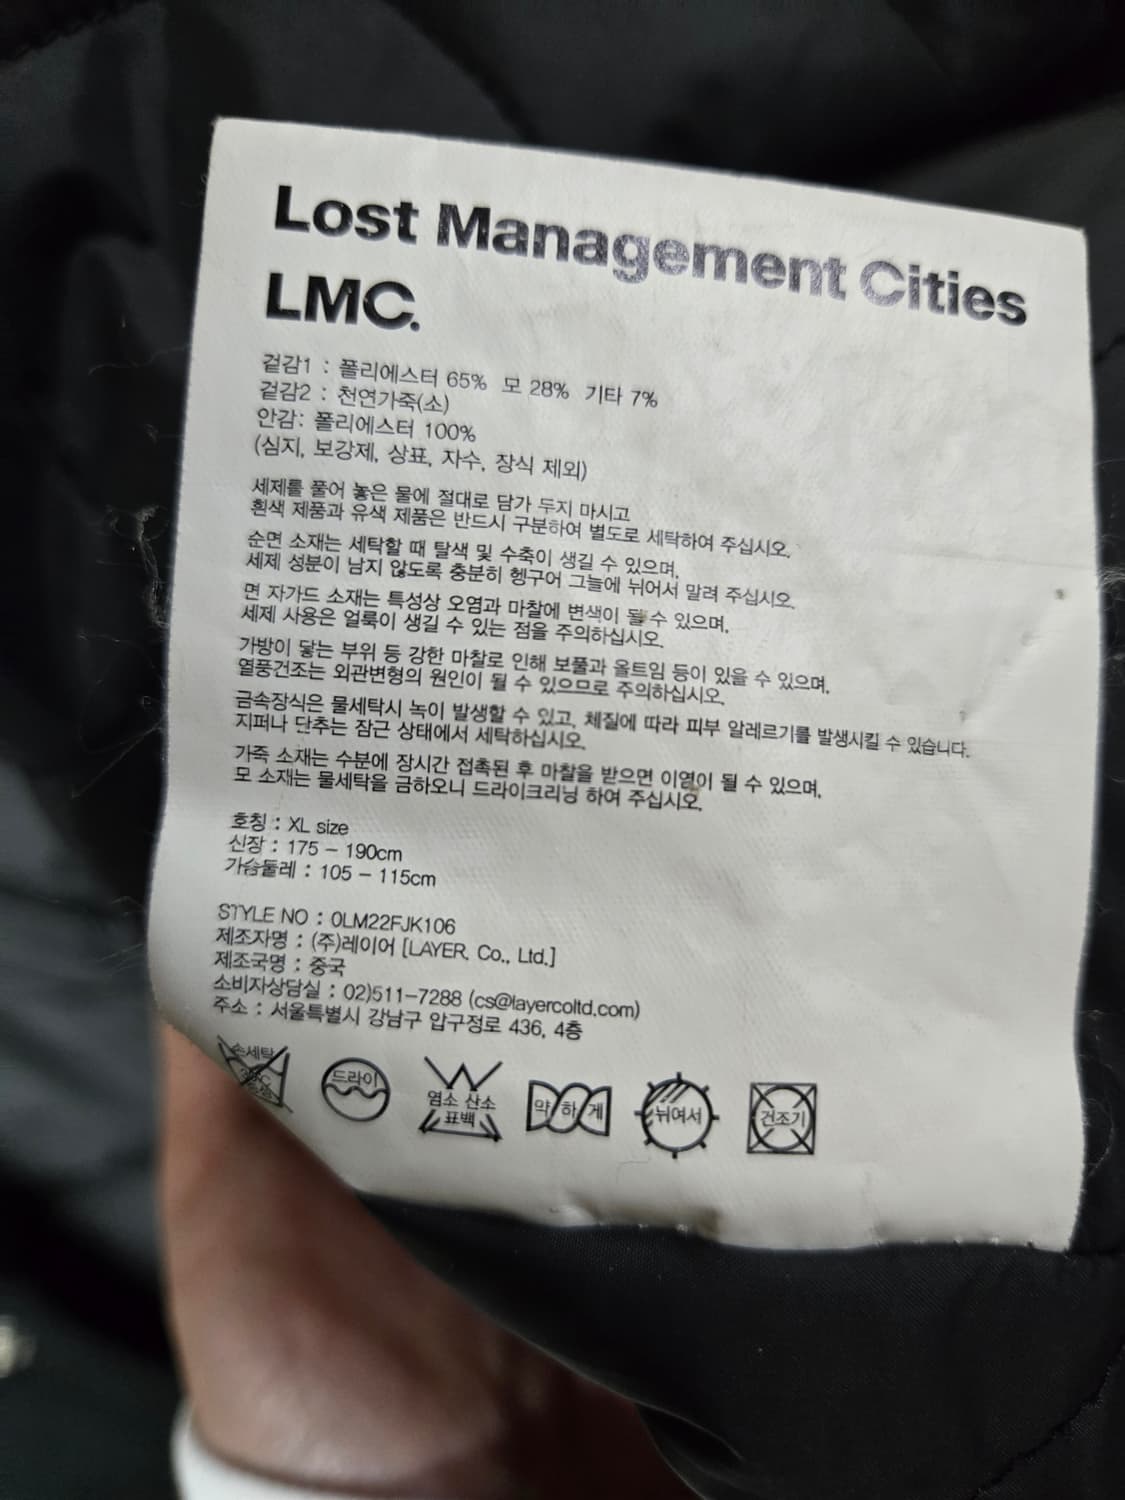 Lost Management Cities
LMC.
겉감1 : 폴리에스터 65% 모 28% 기타 7%
겉감2 : 천연가죽(소)
안감: 폴리에스터 100%
(심지, 보강제, 상표, 자수, 장식 제외)
세제를 풀어 놓은 물에 절대로 담가 두지 마시고
흰색 제품과 유색 제품은 반드시 구분하여 별도로 세탁하여 주십시오.
순면 소재는 세탁할 때 탈색 및 수축이 생길 수 있으며,
세제 성분이 남지 않도록 충분히 헹구어 그늘에 뉘어서 말려 주십시오.
면 자가드 소재는 특성상 오염과 마찰에 변색이 될 수 있으며,
세제 사용은 얼룩이 생길 수 있는 점을 주의하십시오.
가방이 닿는 부위 등 강한 마찰로 인해 보풀과 올트임 등이 있을 수 있으며,
열풍건조는 외관변형의 원인이 될 수 있으므로 주의하십시오.
금속장식은 물세탁시 녹이 발생할 수 있고, 체질에 따라 피부 알레르기를 발생시킬 수 있습니다.
지퍼나 단추는 잠근 상태에서 세탁하십시오.
가죽 소재는 수분에 장시간 접촉된 후 마찰을 받으면 이염이 될 수 있으며,
모 소재는 물세탁을 금하오니 드라이크리닝 하여 주십시오.
호칭 : XL size
신장 : 175 - 190cm
가슴둘레 : 105 - 115cm
STYLE NO : 0LM22FJK106
제조자명 : (주)레이어 [LAYER. Co., Ltd.]
제조국명 : 중국
소비자상담실 : 02)511-7288 (cs@layercoltd.com)
주소 : 서울특별시 강남구 압구정로 436, 4층
손세탁
드라이
염소 산소
표백
약하게
뉘여서
건조기